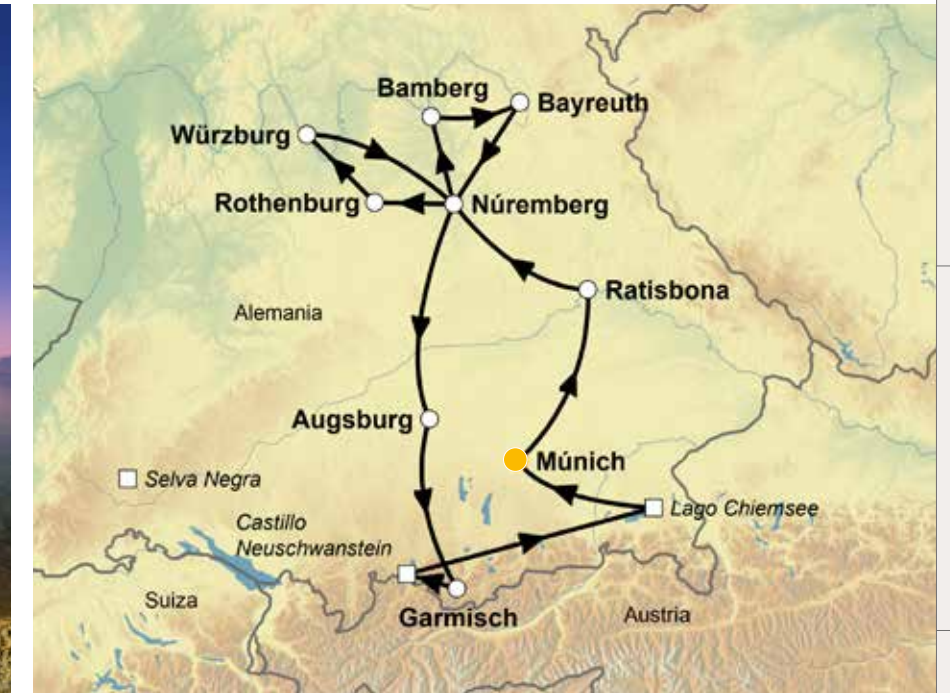 Bamberg
Bayreuth
Würzburg
Rothenburg
Núremberg
Ratisbona
Alemania
Augsburg
Múnich
Selva Negra
Lago Chiemsee
Castillo
Neuschwanstein
Suiza
Garmisch
Austria